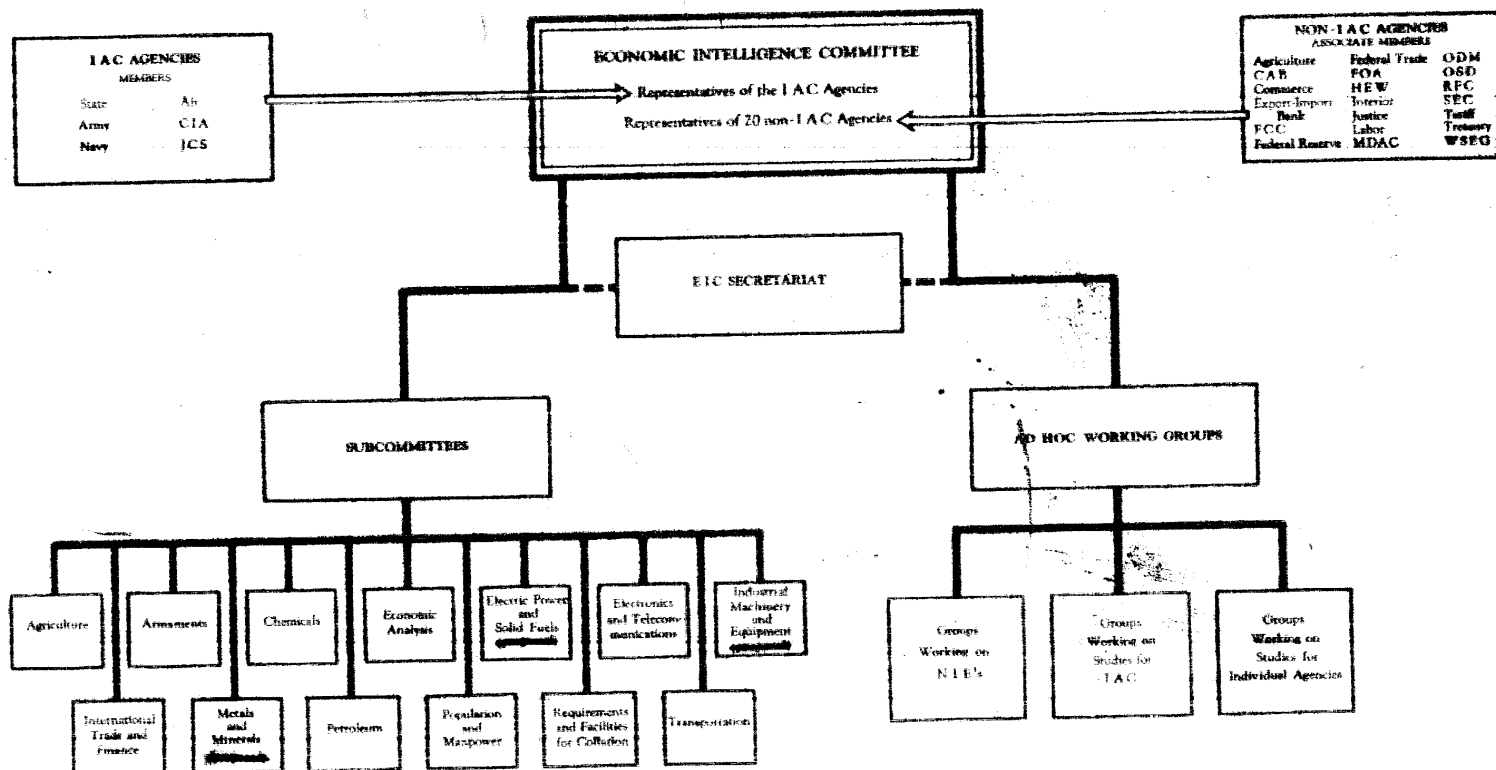 I A C AGENCIES
MEMBERS
State Air
Army CIA
Navy JCS
ECONOMIC INTELLIGENCE COMMITTEE
Representatives of the I A C Agencies
Representatives of 20 non-I A C Agencies
NON-I A C AGENCIES
ASSOCIATE MEMBERS
Agriculture Federal Trade ODM
CAB FOA OSD
Commerce HEW RFC
Export-Import Interior SEC
Bank Justice Tariff
FCC Labor Treasury
Federal Reserve MDAC WSEG
E I C SECRETARIAT
SUBCOMMITTEES
AD HOC WORKING GROUPS
Agriculture
Armaments
Chemicals
Economic
Analysis
Electric Power
and
Solid Fuels
Electronics
and Telecom-
munications
Industrial
Machinery
and
Equipment
International
Trade and
Finance
Metals
and
Minerals
Petroleum
Population
and
Manpower
Requirements
and Facilities
for Collation
Transportation
Groups
Working on
N I E's
Groups
Working on
Studies for
I A C
Groups
Working on
Studies for
Individual Agencies